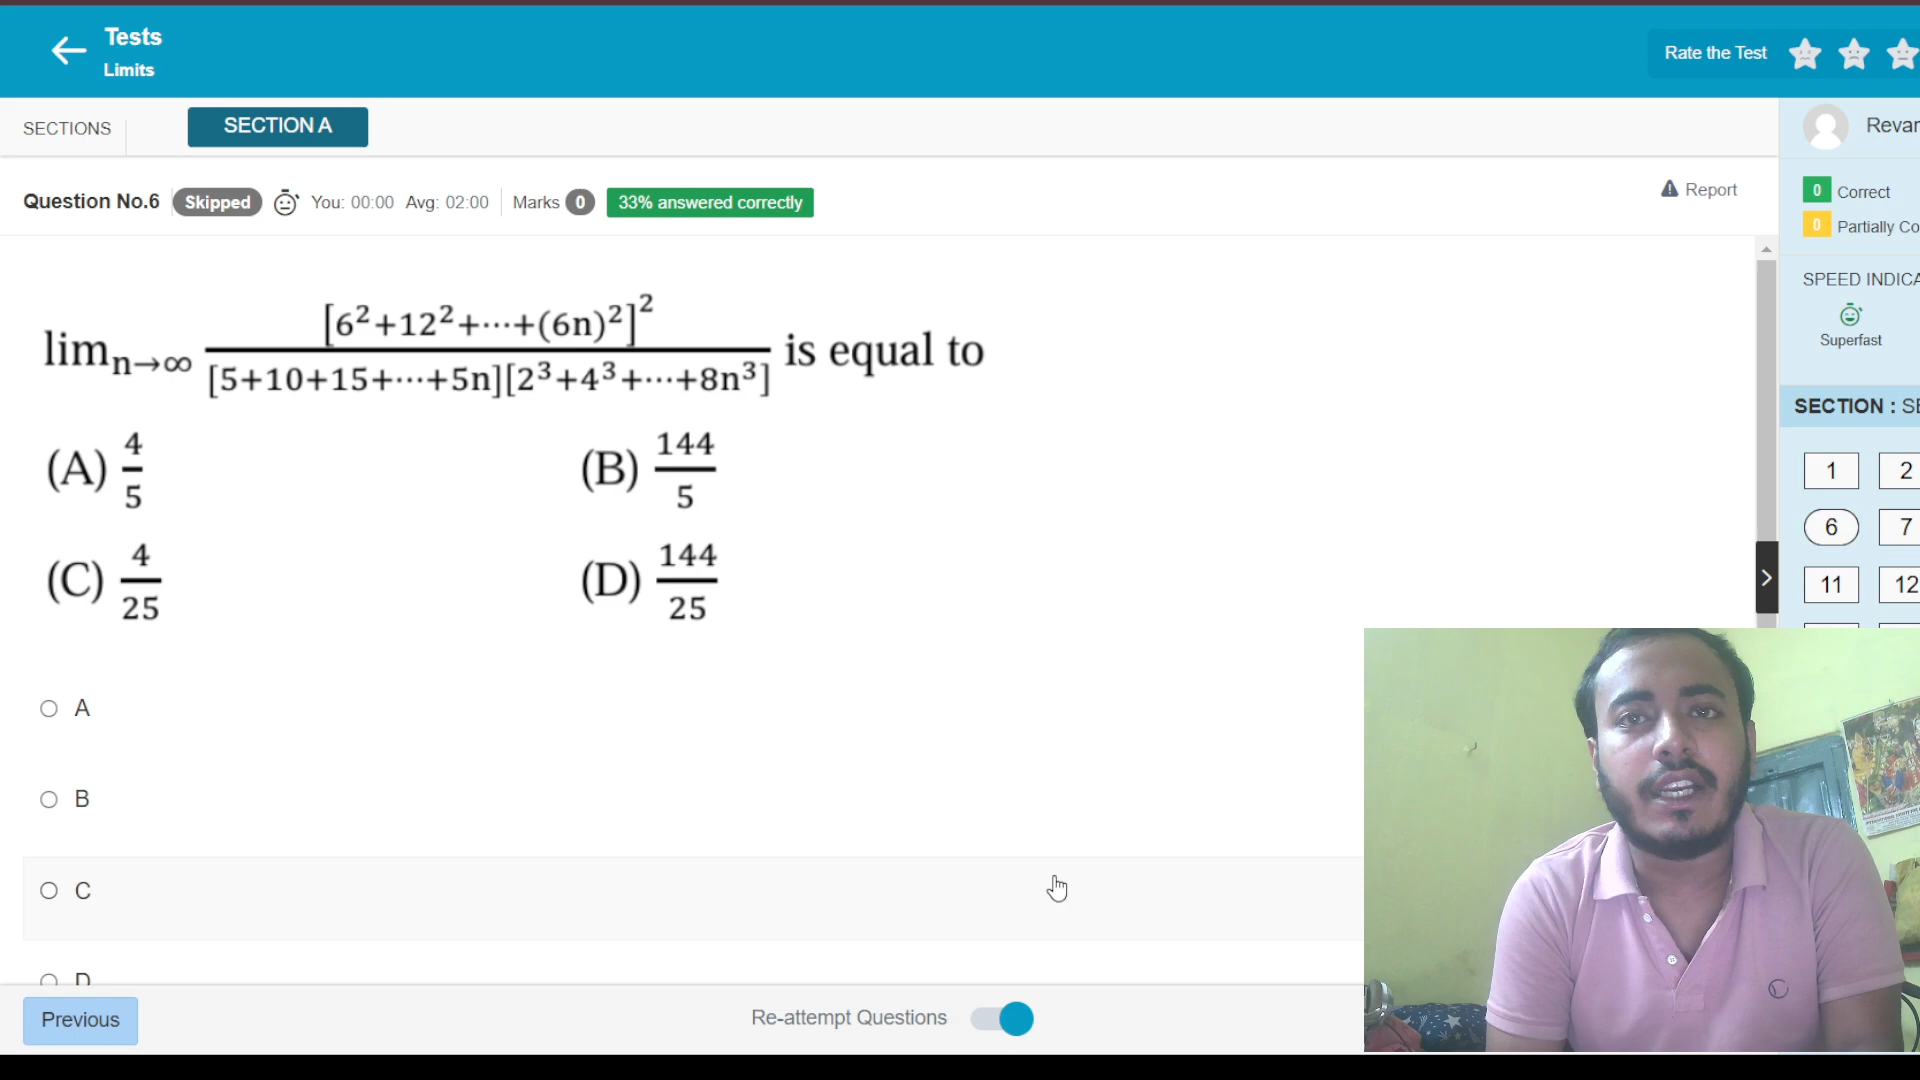 Tests
Limits
Rate the Test
SECTIONS
SECTION A
Question No.6 Skipped You: 00:00 Avg: 02:00 Marks 0 33% answered correctly
Report
lim n→∞ [6²+12²+⋯+(6n)²]² / [5+10+15+⋯+5n][2³+4³+⋯+8n³] is equal to
(A) 4/5 (B) 144/5
(C) 4/25 (D) 144/25
A
B
C
D
Previous
Re-attempt Questions
Revar
0 Correct
0 Partially Co
SPEED INDICA
Superfast
SECTION : SE
1 2
6 7
11 12